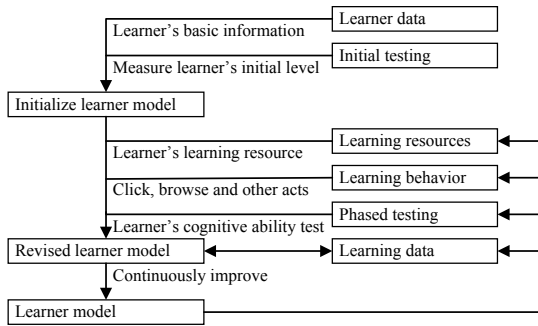 Learner data
Learner's basic information
Initial testing
Measure learner's initial level
Initialize learner model
Learning resources
Learner's learning resource
Learning behavior
Click, browse and other acts
Phased testing
Learner's cognitive ability test
Revised learner model
Learning data
Continuously improve
Learner model